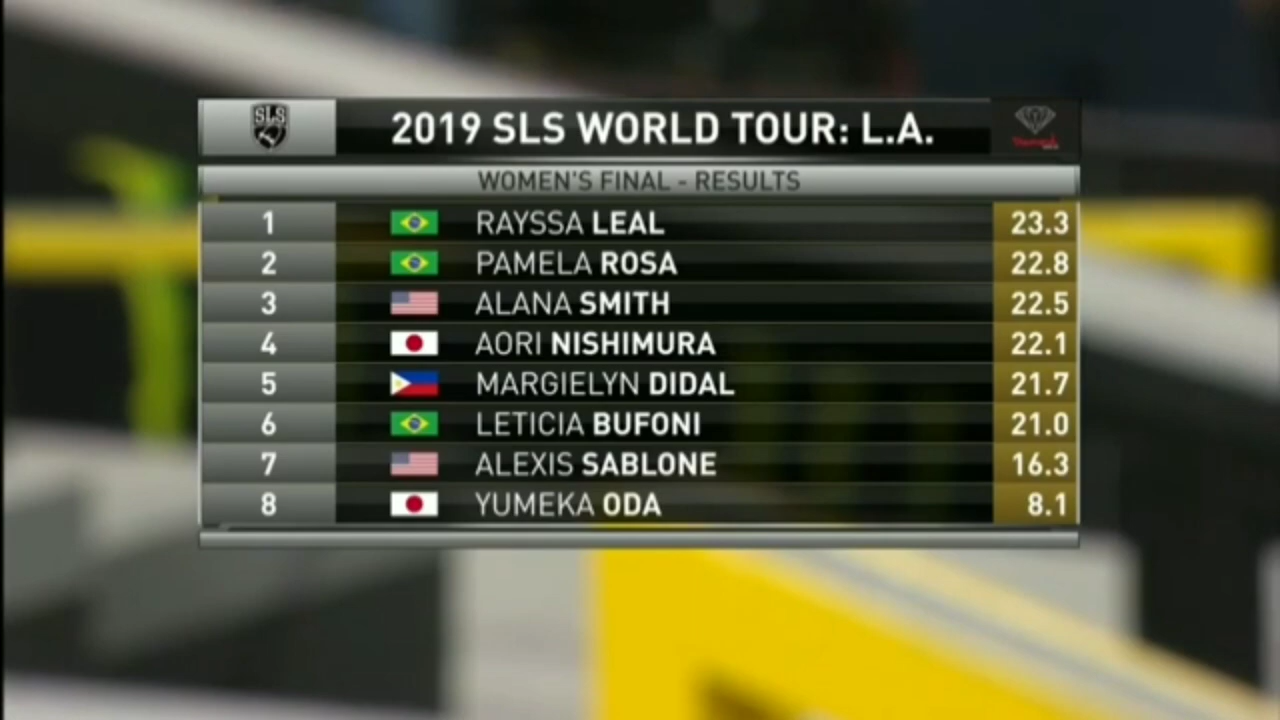 SLS
2019 SLS WORLD TOUR: L.A.
Diamond
WOMEN'S FINAL - RESULTS
1 RAYSSA LEAL 23.3
2 PAMELA ROSA 22.8
3 ALANA SMITH 22.5
4 AORI NISHIMURA 22.1
5 MARGIELYN DIDAL 21.7
6 LETICIA BUFONI 21.0
7 ALEXIS SABLONE 16.3
8 YUMEKA ODA 8.1